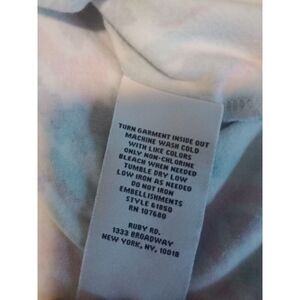 TURN GARMENT INSIDE OUT
MACHINE WASH COLD
WITH LIKE COLORS
ONLY NON-CHLORINE
BLEACH WHEN NEEDED
TUMBLE DRY LOW
LOW IRON AS NEEDED
DO NOT IRON
EMBELLISHMENTS
STYLE 61850
RN 107680
RUBY RD.
1333 BROADWAY
NEW YORK, NY, 10018